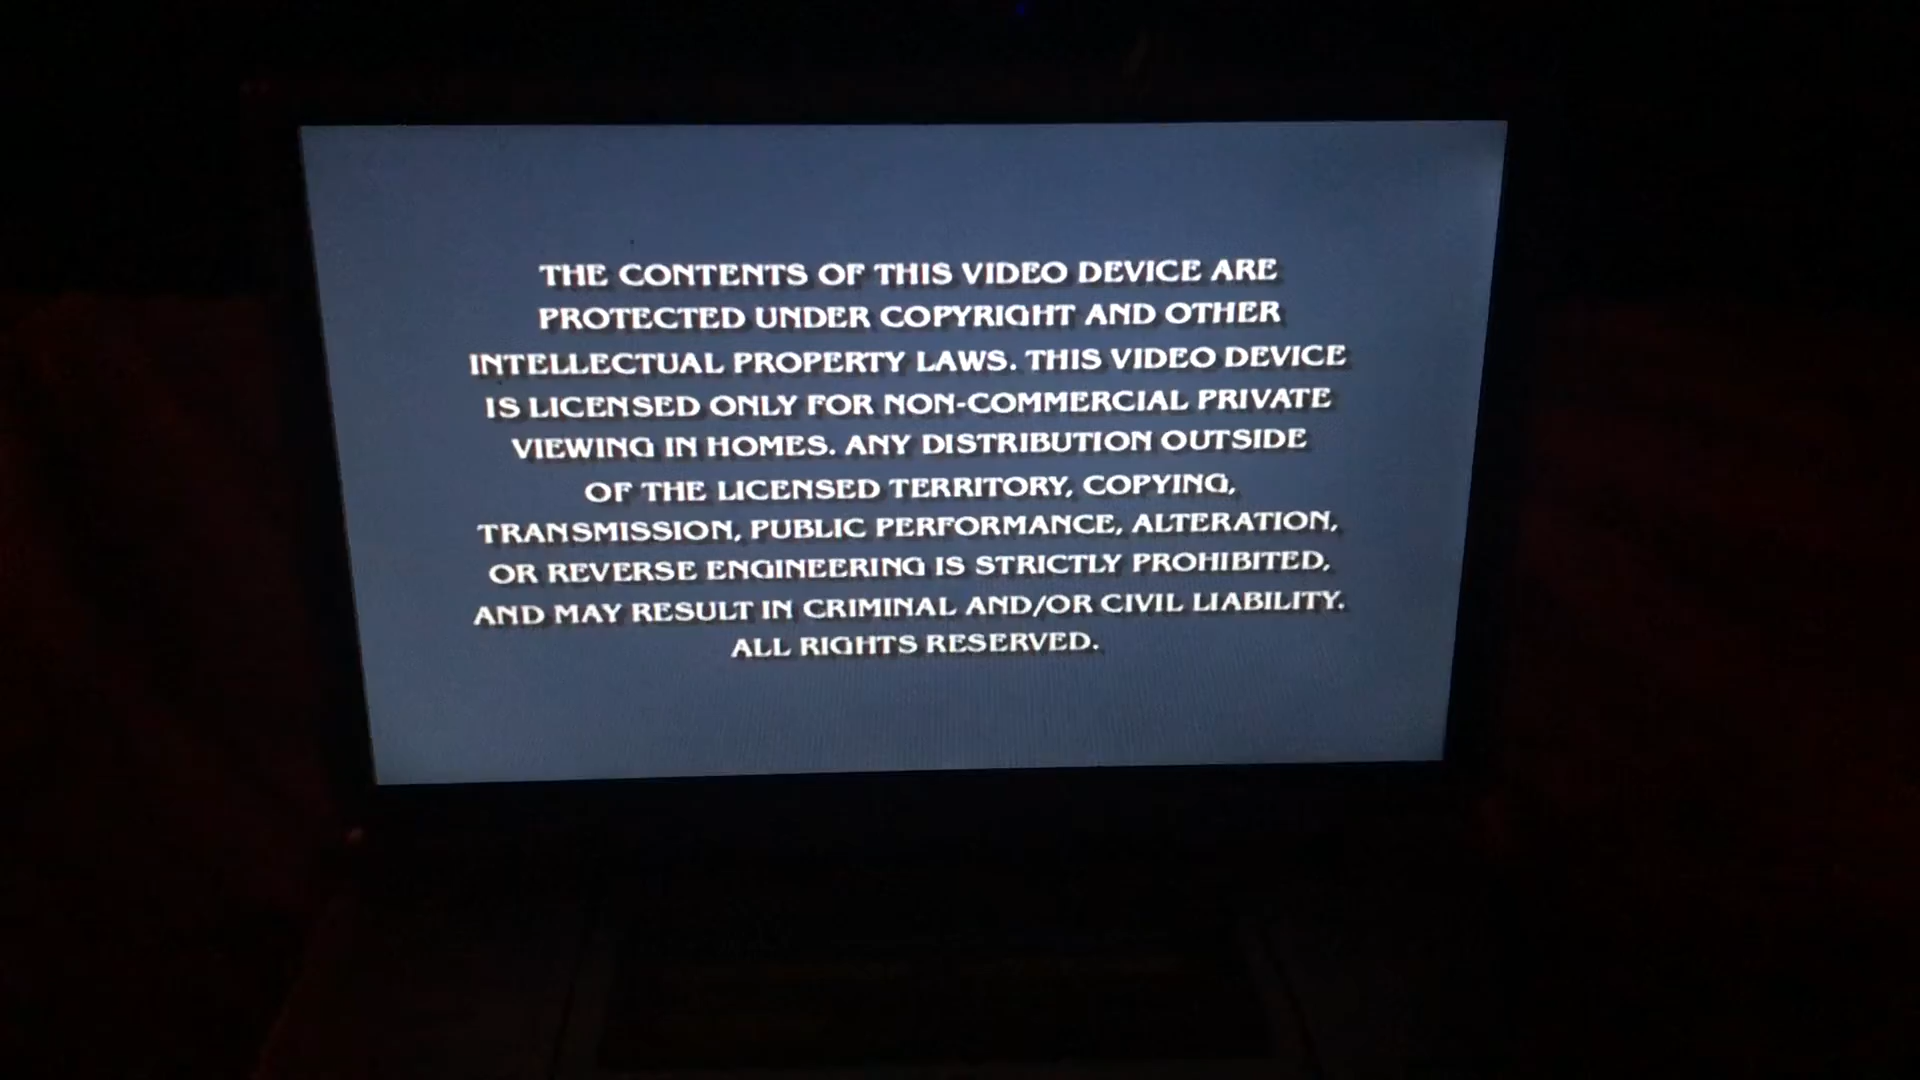 THE CONTENTS OF THIS VIDEO DEVICE ARE
PROTECTED UNDER COPYRIGHT AND OTHER
INTELLECTUAL PROPERTY LAWS. THIS VIDEO DEVICE
IS LICENSED ONLY FOR NON-COMMERCIAL PRIVATE
VIEWING IN HOMES. ANY DISTRIBUTION OUTSIDE
OF THE LICENSED TERRITORY, COPYING,
TRANSMISSION, PUBLIC PERFORMANCE, ALTERATION,
OR REVERSE ENGINEERING IS STRICTLY PROHIBITED,
AND MAY RESULT IN CRIMINAL AND/OR CIVIL LIABILITY.
ALL RIGHTS RESERVED.